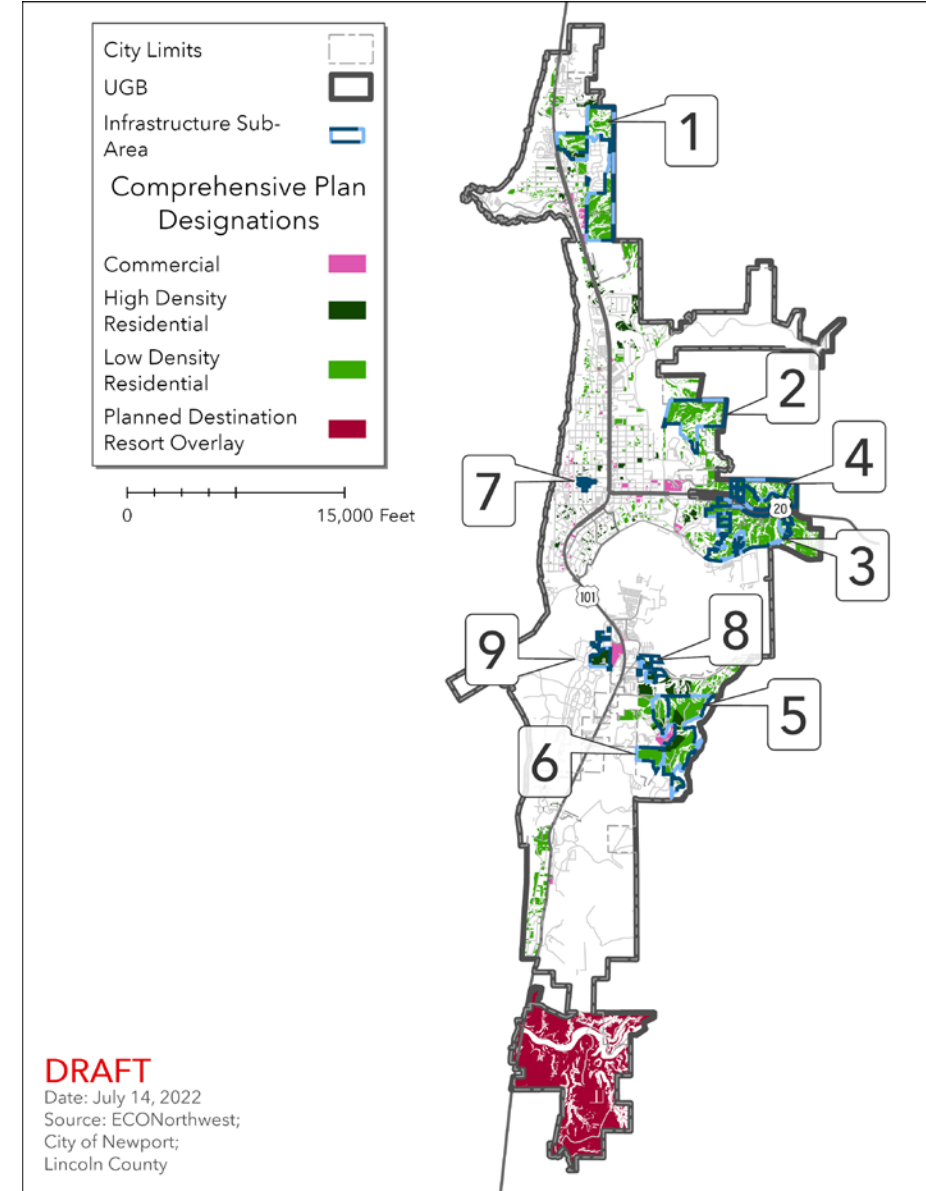 City Limits
UGB
Infrastructure Sub-
Area
Comprehensive Plan
Designations
Commercial
High Density
Residential
Low Density
Residential
Planned Destination
Resort Overlay
0
15,000 Feet
1
2
4
7
20
3
101
9
8
5
6
DRAFT
Date: July 14, 2022
Source: ECONorthwest;
City of Newport;
Lincoln County